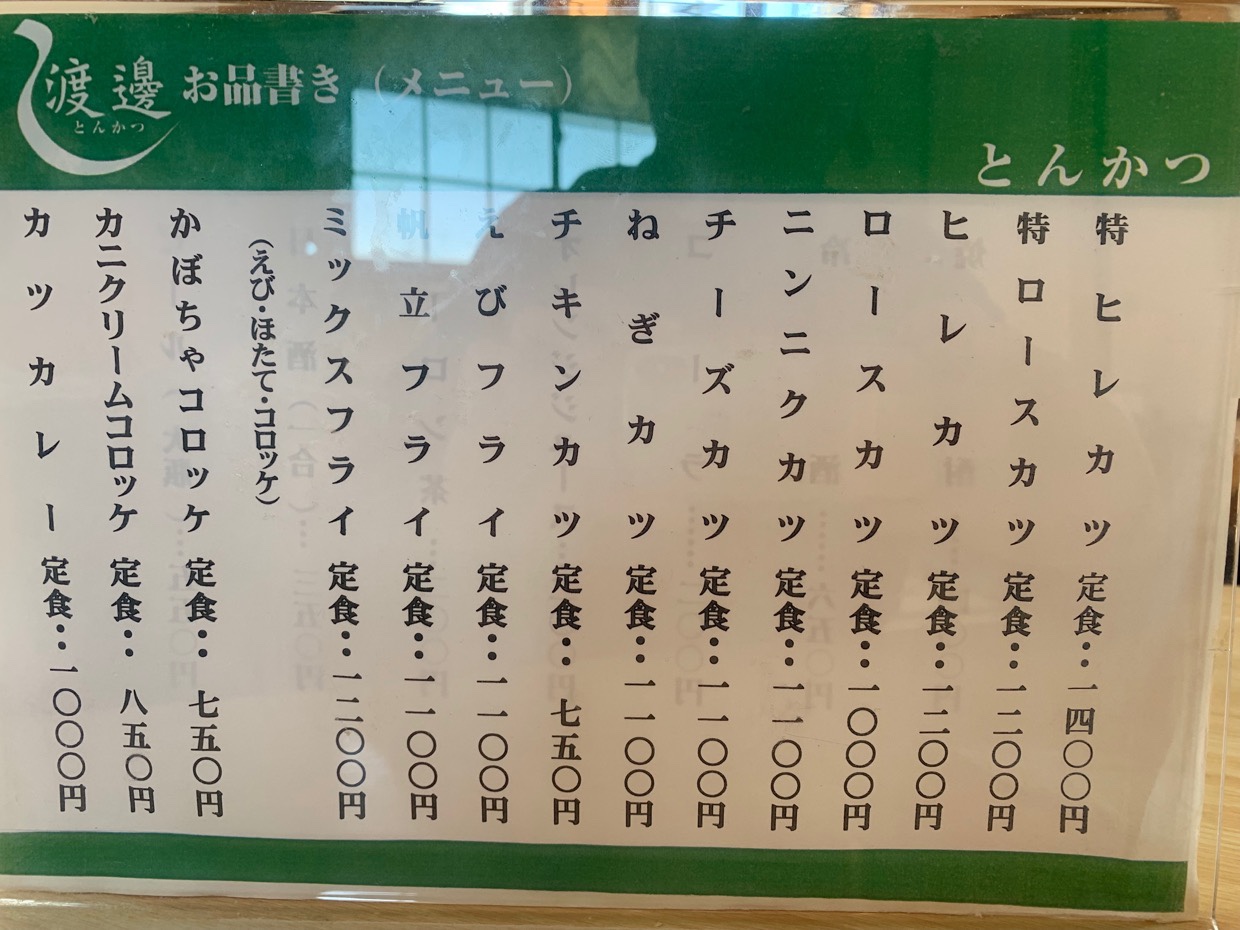 渡邊
とんかつ
お品書き（メニュー）
とんかつ
特ヒレカツ定食‥一四〇〇円
特ロースカツ定食‥一二〇〇円
ヒレカツ定食‥一二〇〇円
ロースカツ定食‥一〇〇〇円
ニンニクカツ定食‥一一〇〇円
チーズカツ定食‥一一〇〇円
ねぎカツ定食‥一一〇〇円
チキンカツ定食‥七五〇円
えびフライ定食‥一一〇〇円
帆立フライ定食‥一一〇〇円
ミックスフライ定食‥一二〇〇円
（えび・ほたて・コロッケ）
かぼちゃコロッケ定食‥七五〇円
カニクリームコロッケ定食‥八五〇円
カツカレー定食‥一〇〇〇円